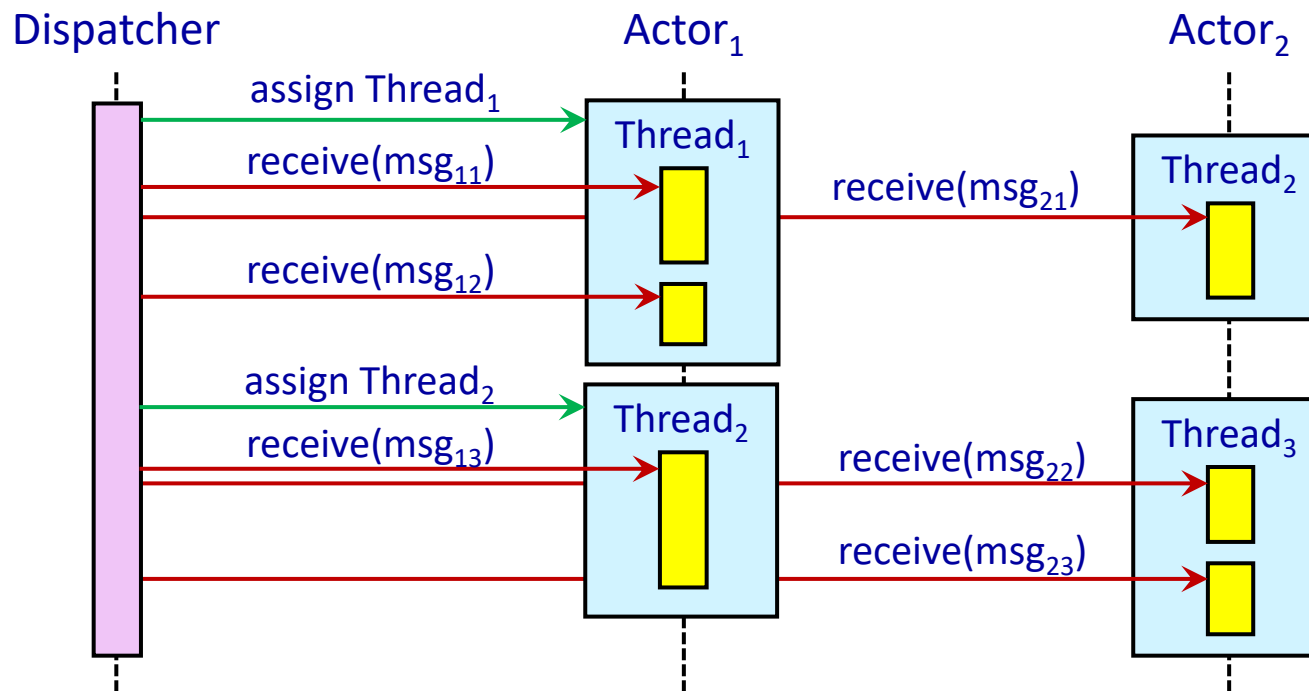 Dispatcher Actor₁ Actor₂
assign Thread₁
Thread₁
receive(msg₁₁)
receive(msg₂₁)
Thread₂
receive(msg₁₂)
assign Thread₂
Thread₂
receive(msg₁₃)
receive(msg₂₂)
Thread₃
receive(msg₂₃)